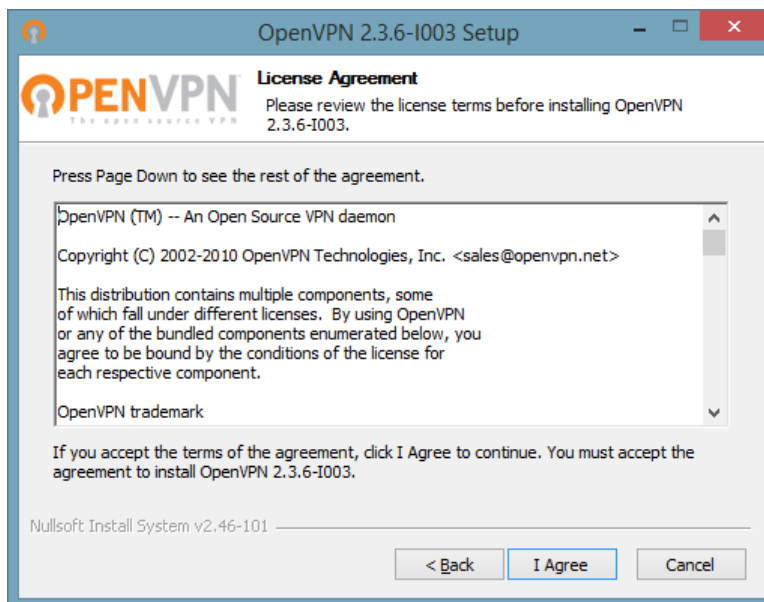 OpenVPN 2.3.6-I003 Setup
OPENVPN
The open source VPN
License Agreement
Please review the license terms before installing OpenVPN
2.3.6-I003.
Press Page Down to see the rest of the agreement.
OpenVPN (TM) -- An Open Source VPN daemon
Copyright (C) 2002-2010 OpenVPN Technologies, Inc. <sales@openvpn.net>
This distribution contains multiple components, some
of which fall under different licenses.  By using OpenVPN
or any of the bundled components enumerated below, you
agree to be bound by the conditions of the license for
each respective component.
OpenVPN trademark
If you accept the terms of the agreement, click I Agree to continue. You must accept the
agreement to install OpenVPN 2.3.6-I003.
Nullsoft Install System v2.46-101
< Back
I Agree
Cancel